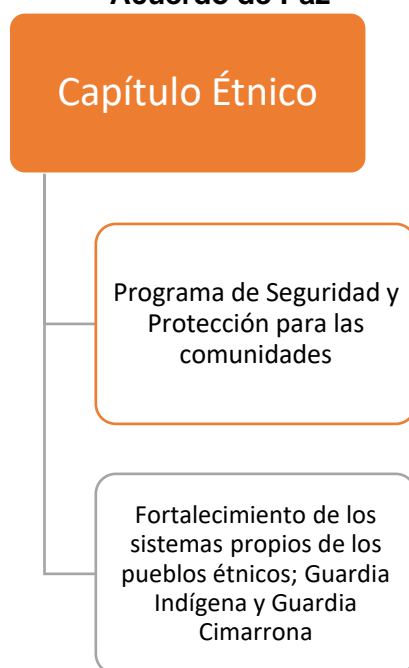 Acuerdo de Paz
Capítulo Étnico
Programa de Seguridad y
Protección para las
comunidades
Fortalecimiento de los
sistemas propios de los
pueblos étnicos; Guardia
Indígena y Guardia
Cimarrona